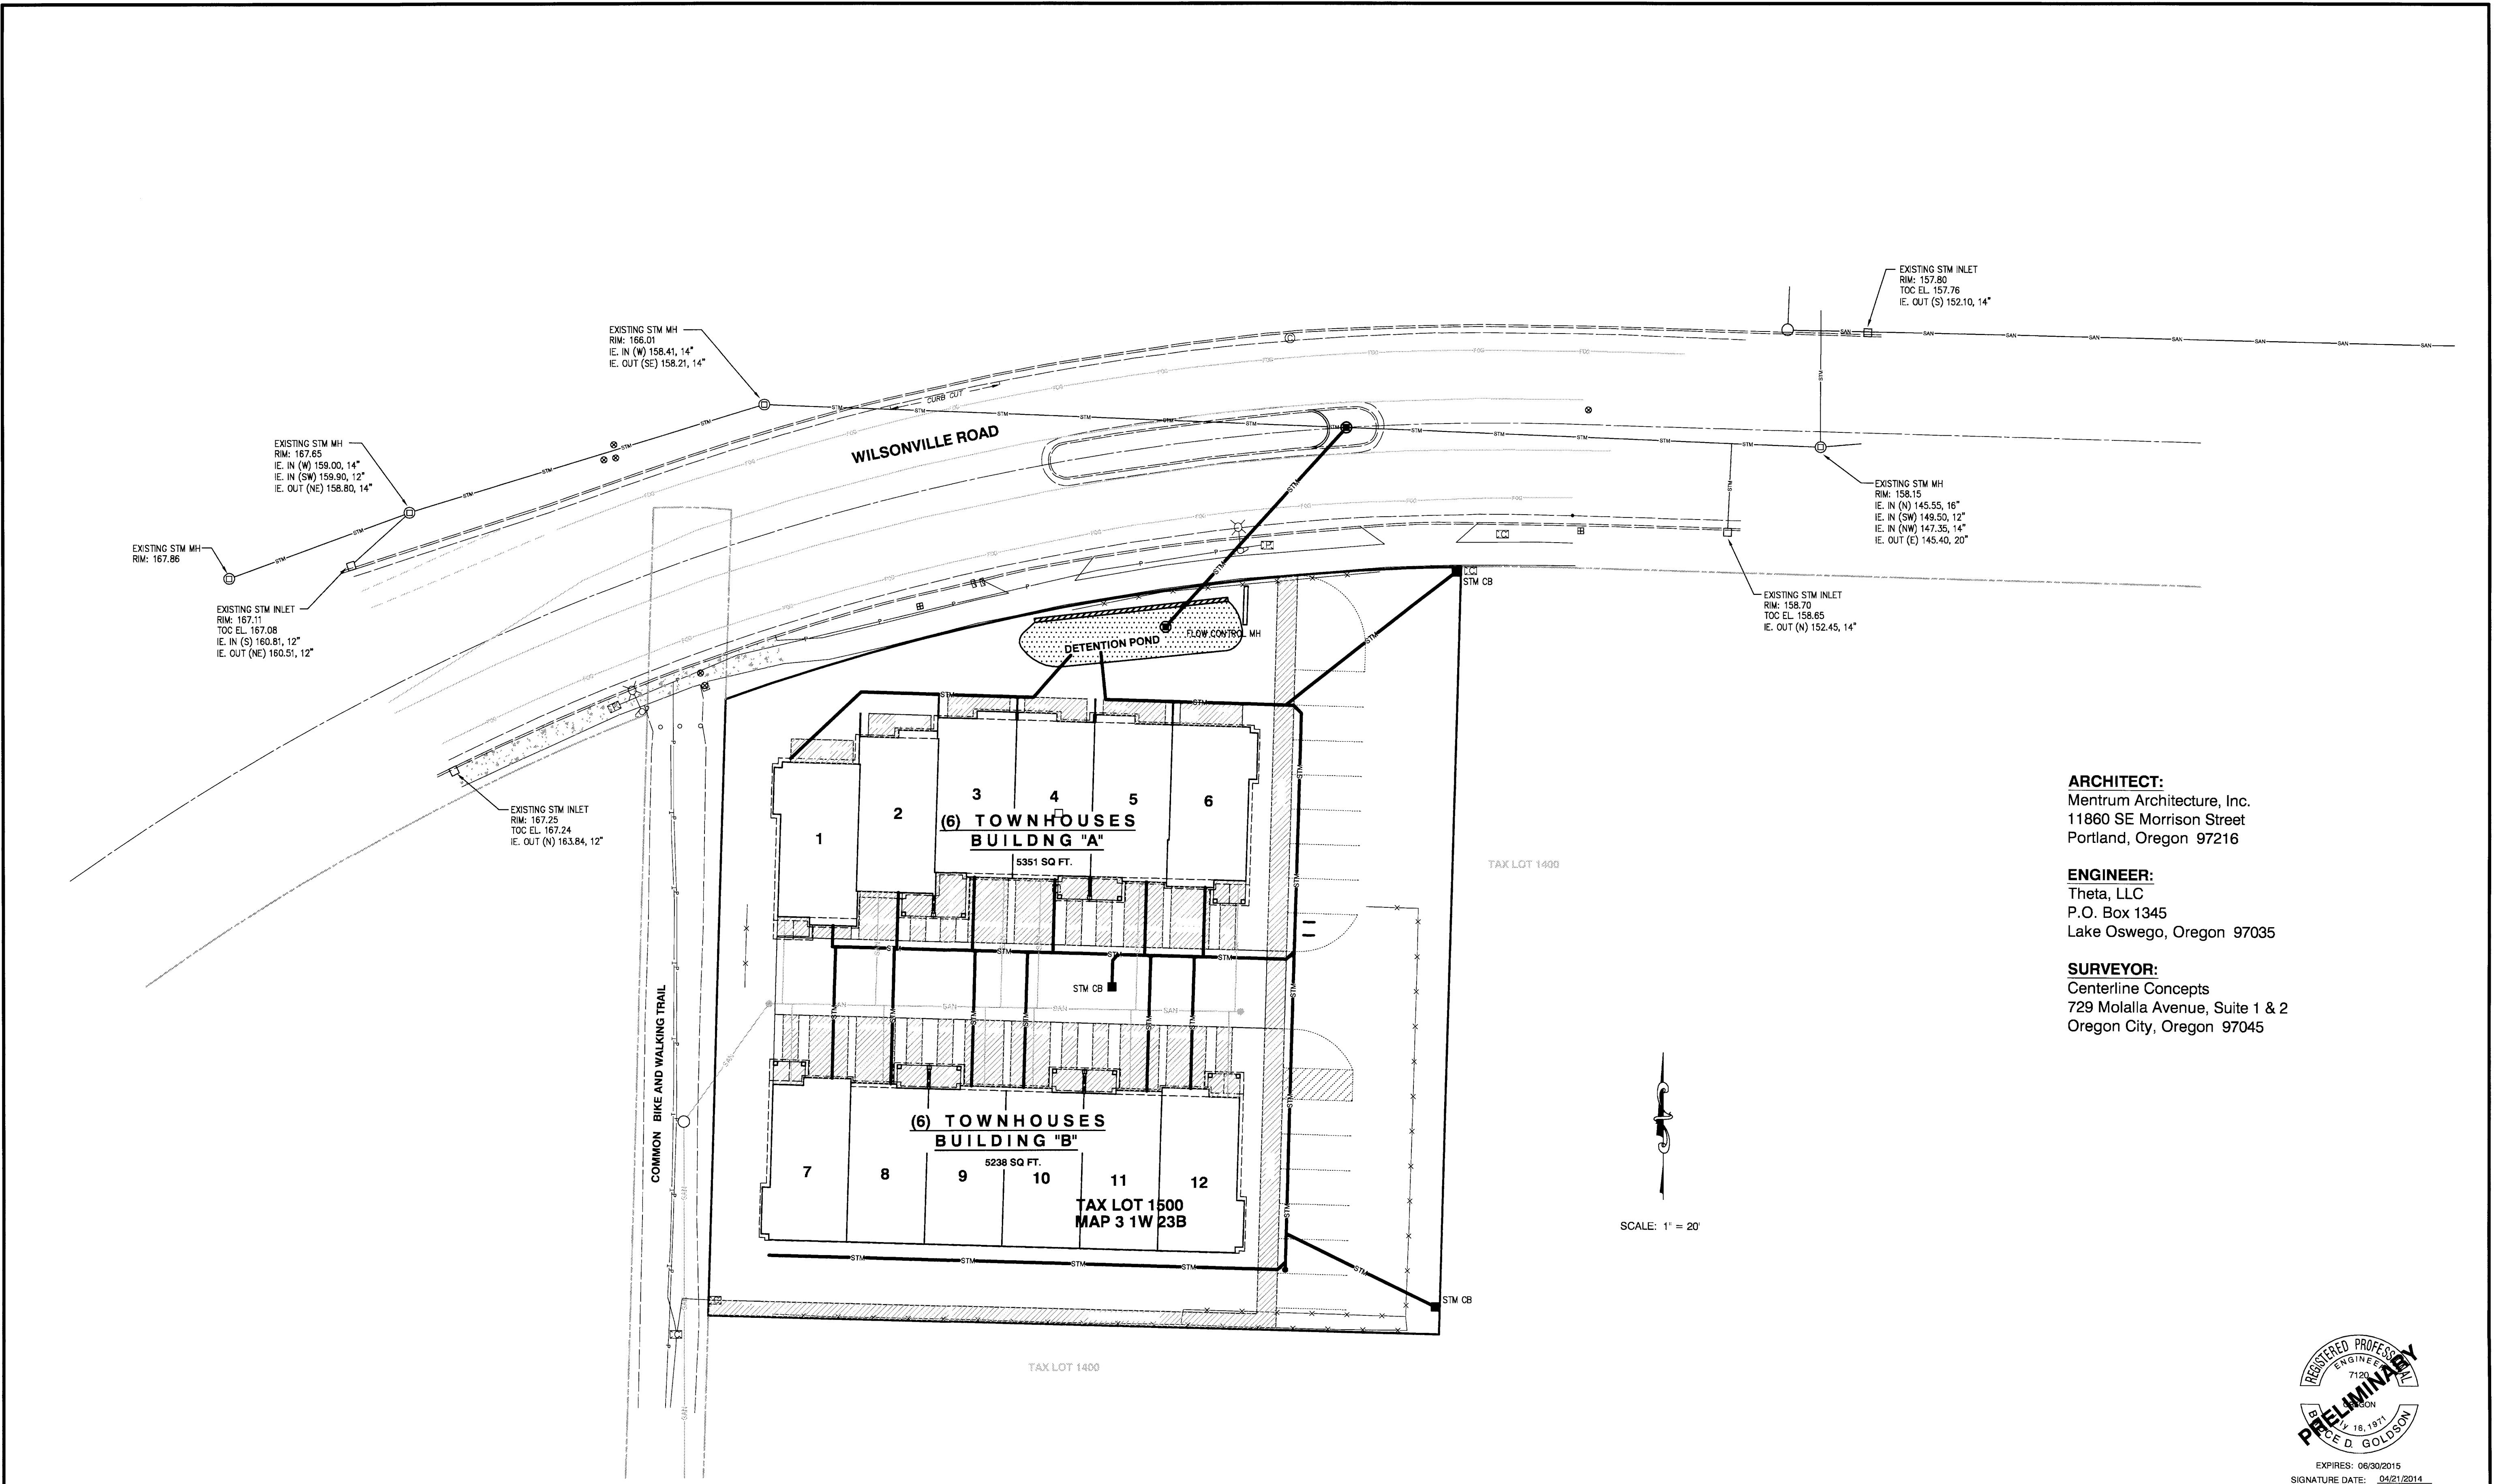 EXISTING STM INLET
RIM: 157.80
TOC EL. 157.76
IE. OUT (S) 152.10, 14"
EXISTING STM MH
RIM: 166.01
IE. IN (W) 158.41, 14"
IE. OUT (SE) 158.21, 14"
EXISTING STM MH
RIM: 167.65
IE. IN (W) 159.00, 14"
IE. IN (SW) 159.90, 12"
IE. OUT (NE) 158.80, 14"
EXISTING STM MH
RIM: 167.86
EXISTING STM INLET
RIM: 167.11
TOC EL. 167.08
IE. IN (S) 160.81, 12"
IE. OUT (NE) 160.51, 12"
CURB CUT
WILSONVILLE ROAD
EXISTING STM MH
RIM: 158.15
IE. IN (N) 145.55, 16"
IE. IN (SW) 149.50, 12"
IE. IN (NW) 147.35, 14"
IE. OUT (E) 145.40, 20"
EXISTING STM INLET
RIM: 158.70
TOC EL. 158.65
IE. OUT (N) 152.45, 14"
STM CB
FLOW CONTROL MH
DETENTION POND
EXISTING STM INLET
RIM: 167.25
TOC EL. 167.24
IE. OUT (N) 163.84, 12"
1
2
3
4
5
6
(6) TOWNHOUSES
BUILDNG "A"
5351 SQ FT.
TAX LOT 1400
STM CB
COMMON BIKE AND WALKING TRAIL
STM
SAN
(6) TOWNHOUSES
BUILDING "B"
5238 SQ FT.
7
8
9
10
11
12
TAX LOT 1500
MAP 3 1W 23B
STM CB
TAX LOT 1400
ARCHITECT:
Mentrum Architecture, Inc.
11860 SE Morrison Street
Portland, Oregon 97216
ENGINEER:
Theta, LLC
P.O. Box 1345
Lake Oswego, Oregon 97035
SURVEYOR:
Centerline Concepts
729 Molalla Avenue, Suite 1 & 2
Oregon City, Oregon 97045
SCALE: 1" = 20'
REGISTERED PROFESSIONAL
ENGINEER
7120
PRELIMINARY
OREGON
16, 1971
BRUCE D. GOLDSON
EXPIRES: 06/30/2015
SIGNATURE DATE: 04/21/2014